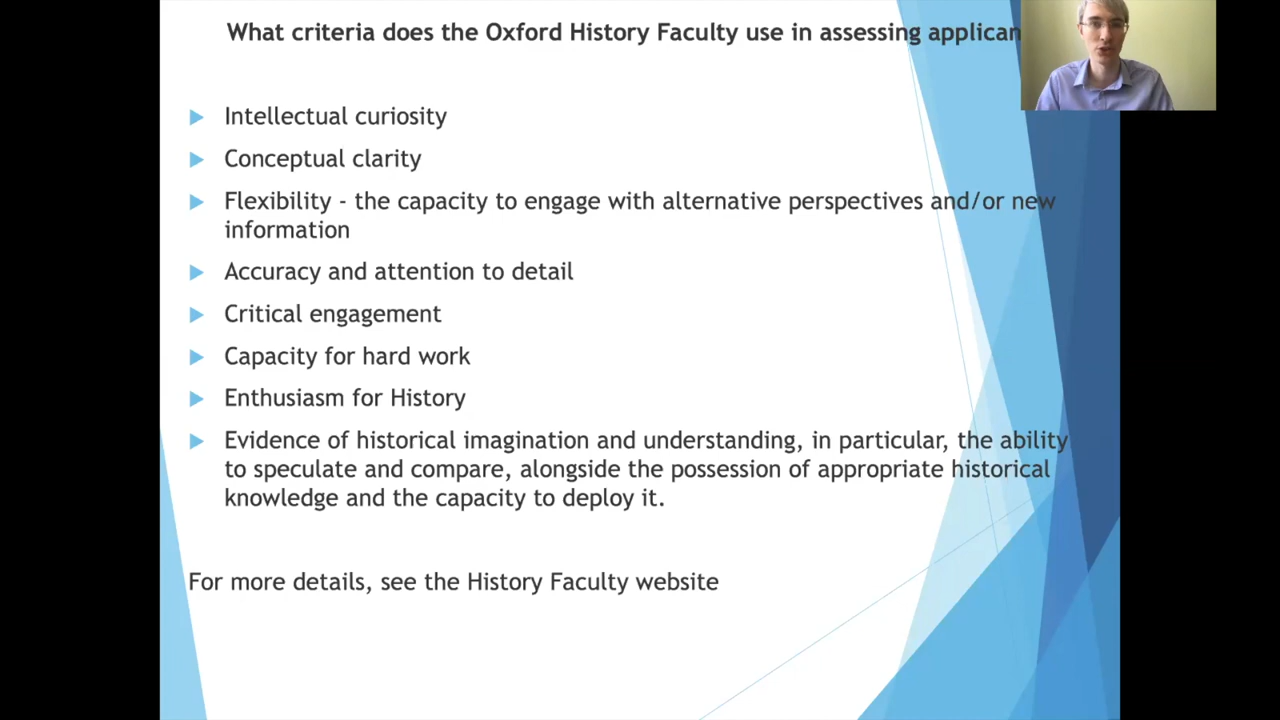 What criteria does the Oxford History Faculty use in assessing applican
Intellectual curiosity
Conceptual clarity
Flexibility - the capacity to engage with alternative perspectives and/or new
information
Accuracy and attention to detail
Critical engagement
Capacity for hard work
Enthusiasm for History
Evidence of historical imagination and understanding, in particular, the ability
to speculate and compare, alongside the possession of appropriate historical
knowledge and the capacity to deploy it.
For more details, see the History Faculty website